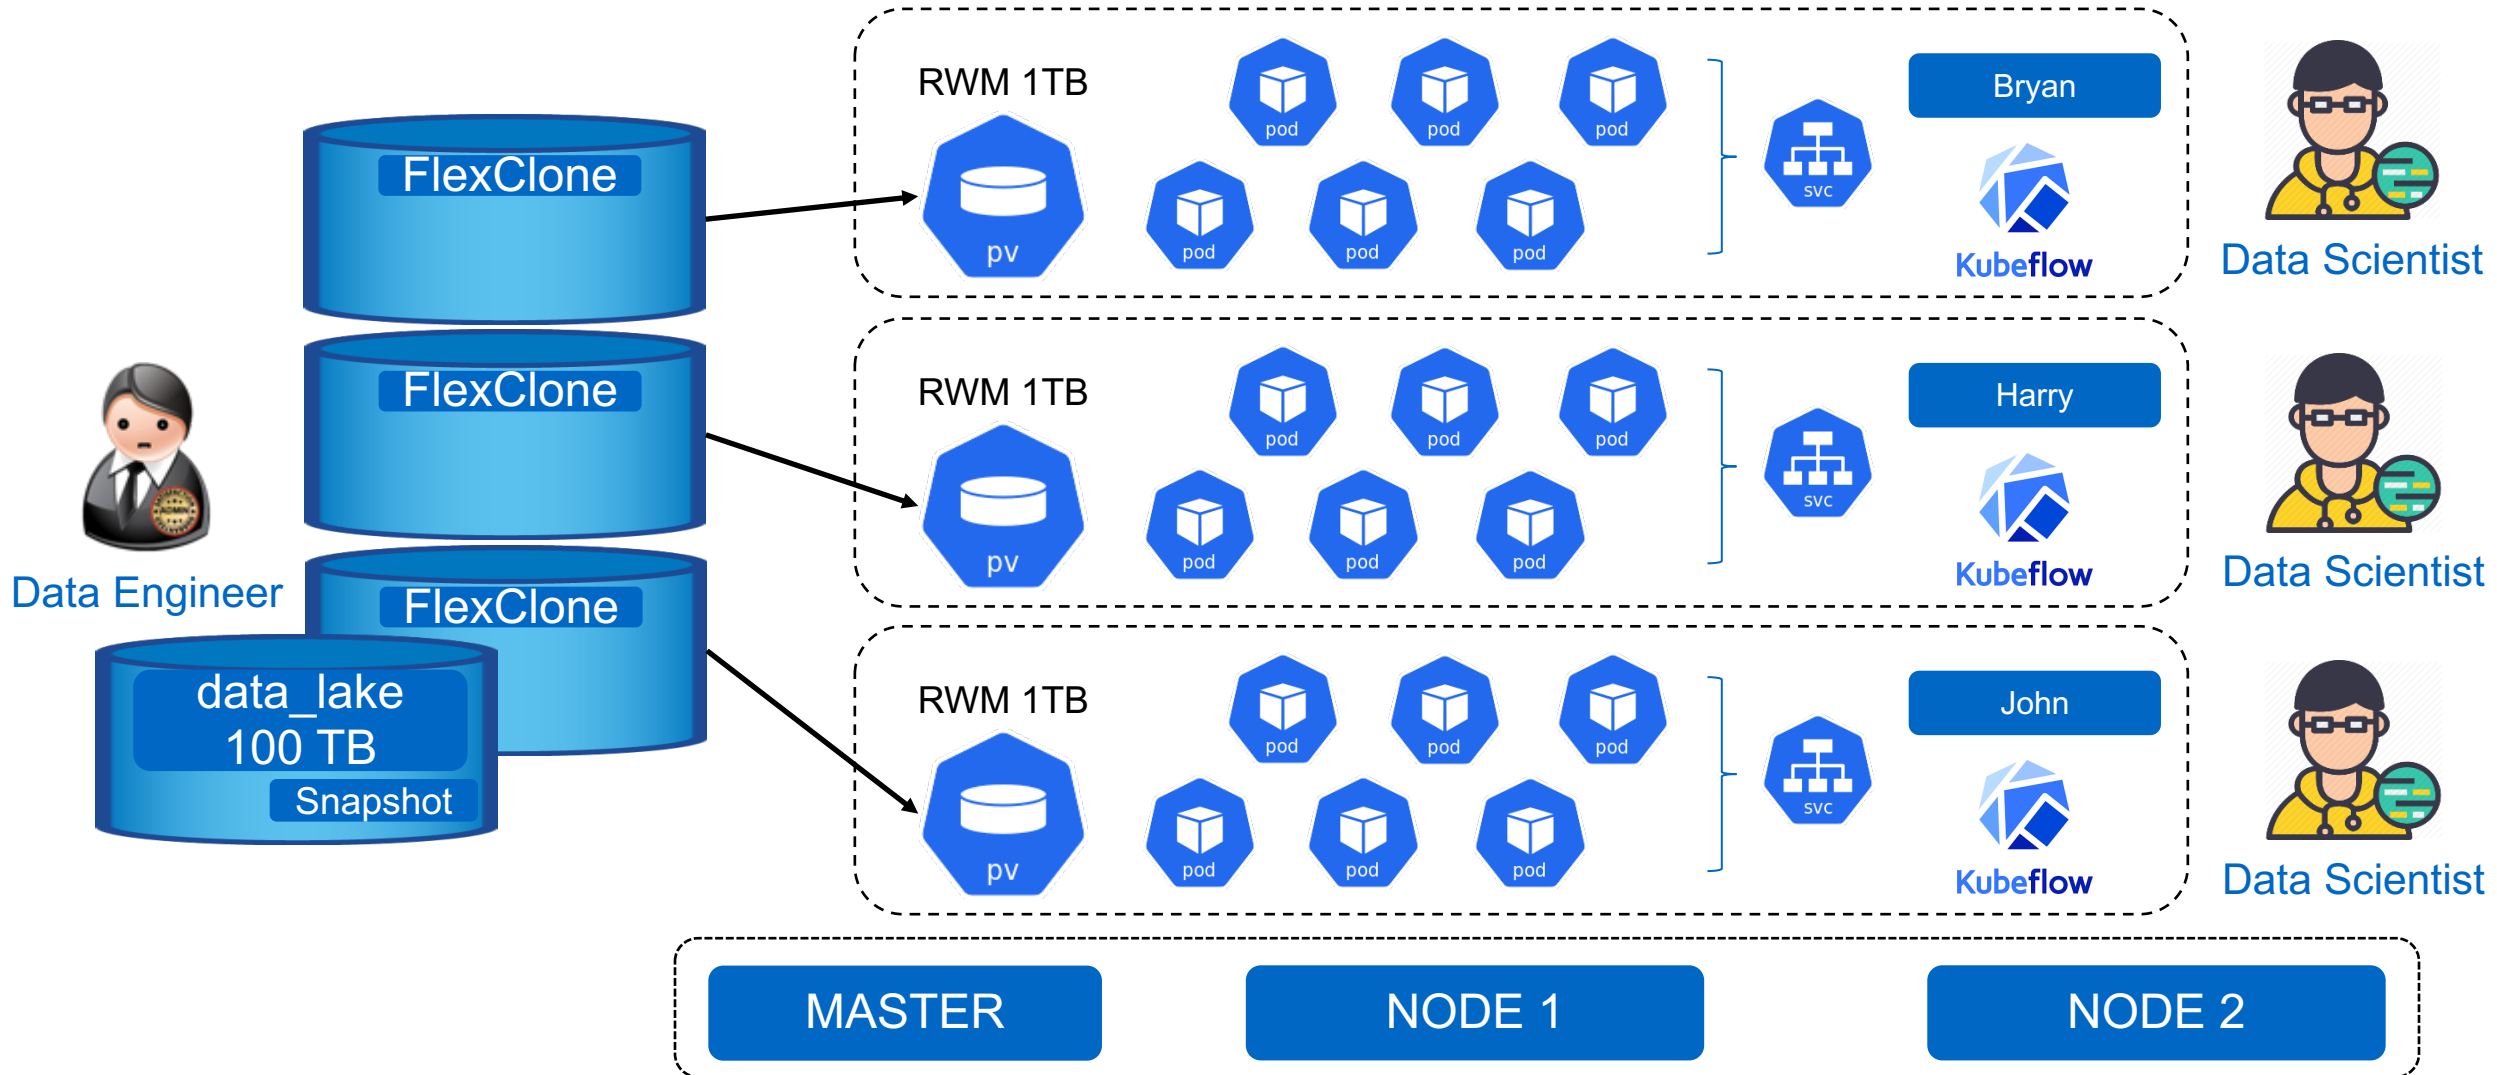 FlexClone
FlexClone
FlexClone
Data Engineer
ADMIN
data_lake
100 TB
Snapshot
RWM 1TB
pv
pod
pod
pod
pod
pod
pod
svc
Bryan
Kubeflow
Data Scientist
RWM 1TB
pv
pod
pod
pod
pod
pod
pod
svc
Harry
Kubeflow
Data Scientist
RWM 1TB
pv
pod
pod
pod
pod
pod
pod
svc
John
Kubeflow
Data Scientist
MASTER
NODE 1
NODE 2